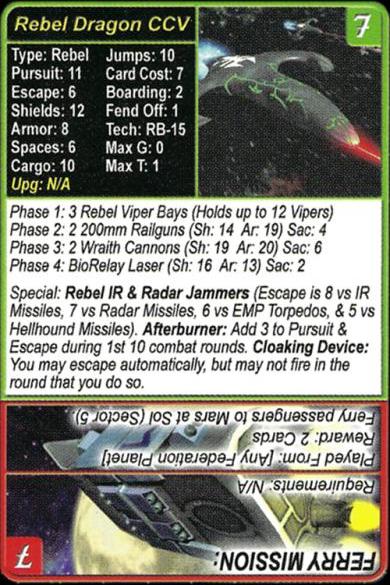 Rebel Dragon CCV
7
Type: Rebel Jumps: 10
Pursuit: 11 Card Cost: 7
Escape: 6 Boarding: 2
Shields: 12 Fend Off: 1
Armor: 8 Tech: RB-15
Spaces: 6 Max G: 0
Cargo: 10 Max T: 1
Upg: N/A
Phase 1: 3 Rebel Viper Bays (Holds up to 12 Vipers)
Phase 2: 2 200mm Railguns (Sh: 14 Ar: 19) Sac: 4
Phase 3: 2 Wraith Cannons (Sh: 19 Ar: 20) Sac: 6
Phase 4: BioRelay Laser (Sh: 16 Ar: 13) Sac: 2
Special: Rebel IR & Radar Jammers (Escape is 8 vs IR
Missiles, 7 vs Radar Missiles, 6 vs EMP Torpedos, & 5 vs
Hellhound Missiles). Afterburner: Add 3 to Pursuit &
Escape during 1st 10 combat rounds. Cloaking Device:
You may escape automatically, but may not fire in the
round that you do so.
FERRY MISSION:
7
Requirements: N/A
Played From: [Any Federation Planet]
Reward: 2 Cards
Ferry passengers to Mars at Sol (Sector 5)